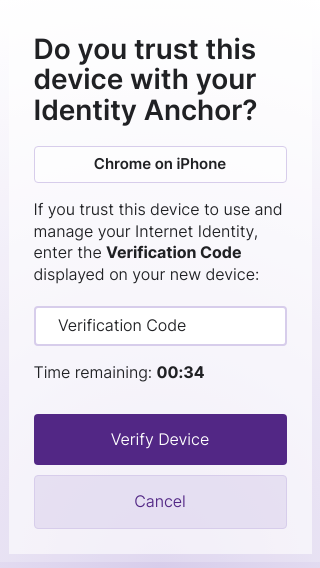 Do you trust this
device with your
Identity Anchor?
Chrome on iPhone
If you trust this device to use and
manage your Internet Identity,
enter the Verification Code
displayed on your new device:
Verification Code
Time remaining: 00:34
Verify Device
Cancel